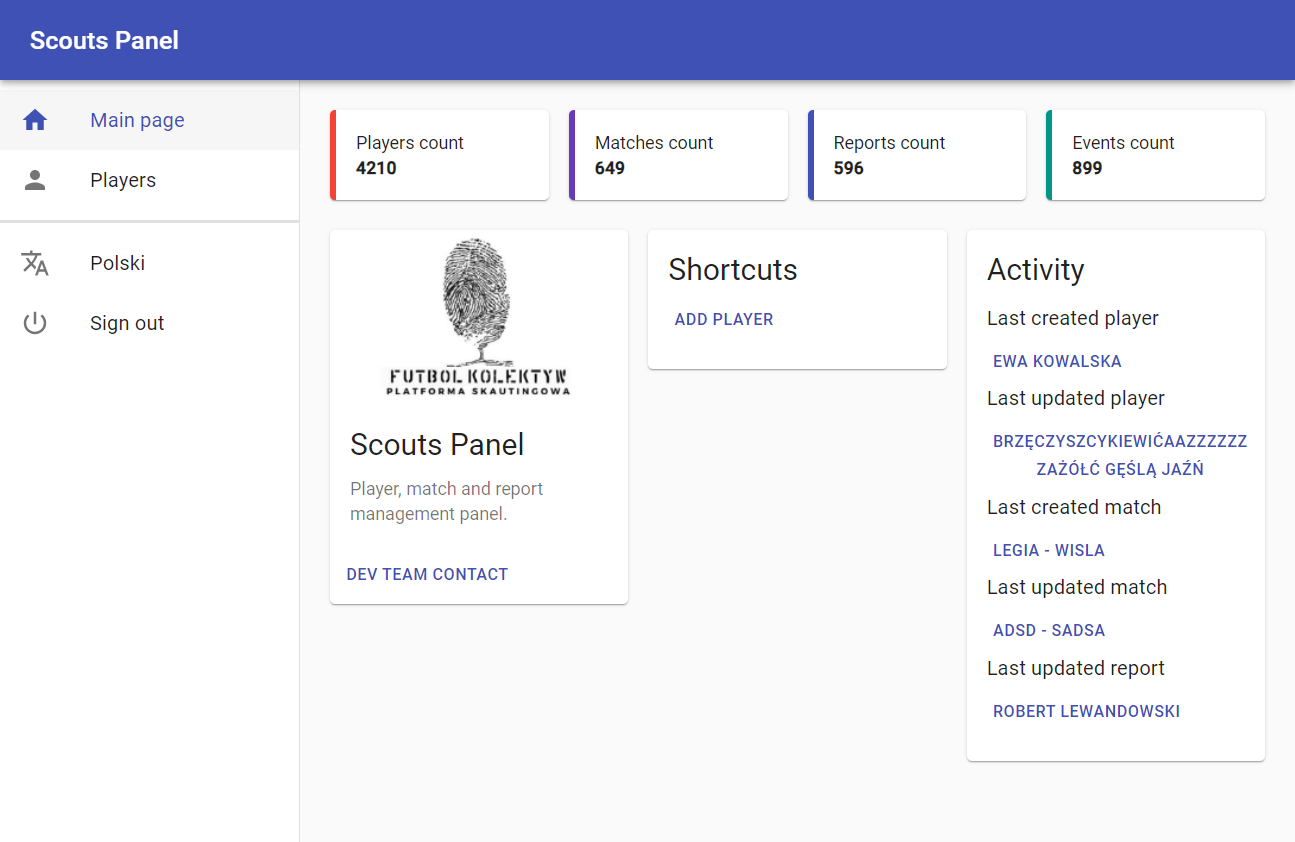 Scouts Panel
Main page
Players
Polski
Sign out
Players count
4210
Matches count
649
Reports count
596
Events count
899
FUTBOL KOLEKTYW
PLATFORMA SKAUTINGOWA
Scouts Panel
Player, match and report
management panel.
DEV TEAM CONTACT
Shortcuts
ADD PLAYER
Activity
Last created player
EWA KOWALSKA
Last updated player
BRZĘCZYSZCYKIEWIĆAAZZZZZZ
ZAŻÓŁĆ GĘŚLĄ JAŹŃ
Last created match
LEGIA - WISLA
Last updated match
ADSD - SADSA
Last updated report
ROBERT LEWANDOWSKI